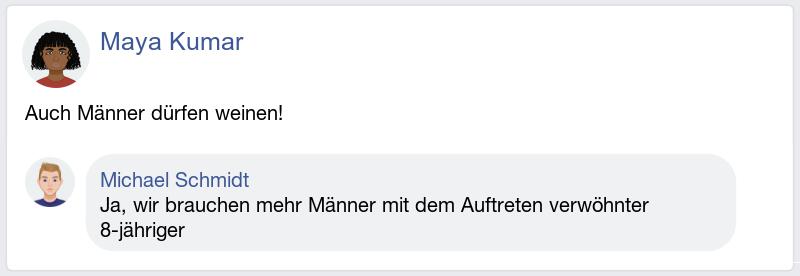 Maya Kumar
Auch Männer dürfen weinen!
Michael Schmidt
Ja, wir brauchen mehr Männer mit dem Auftreten verwöhnter
8-jähriger